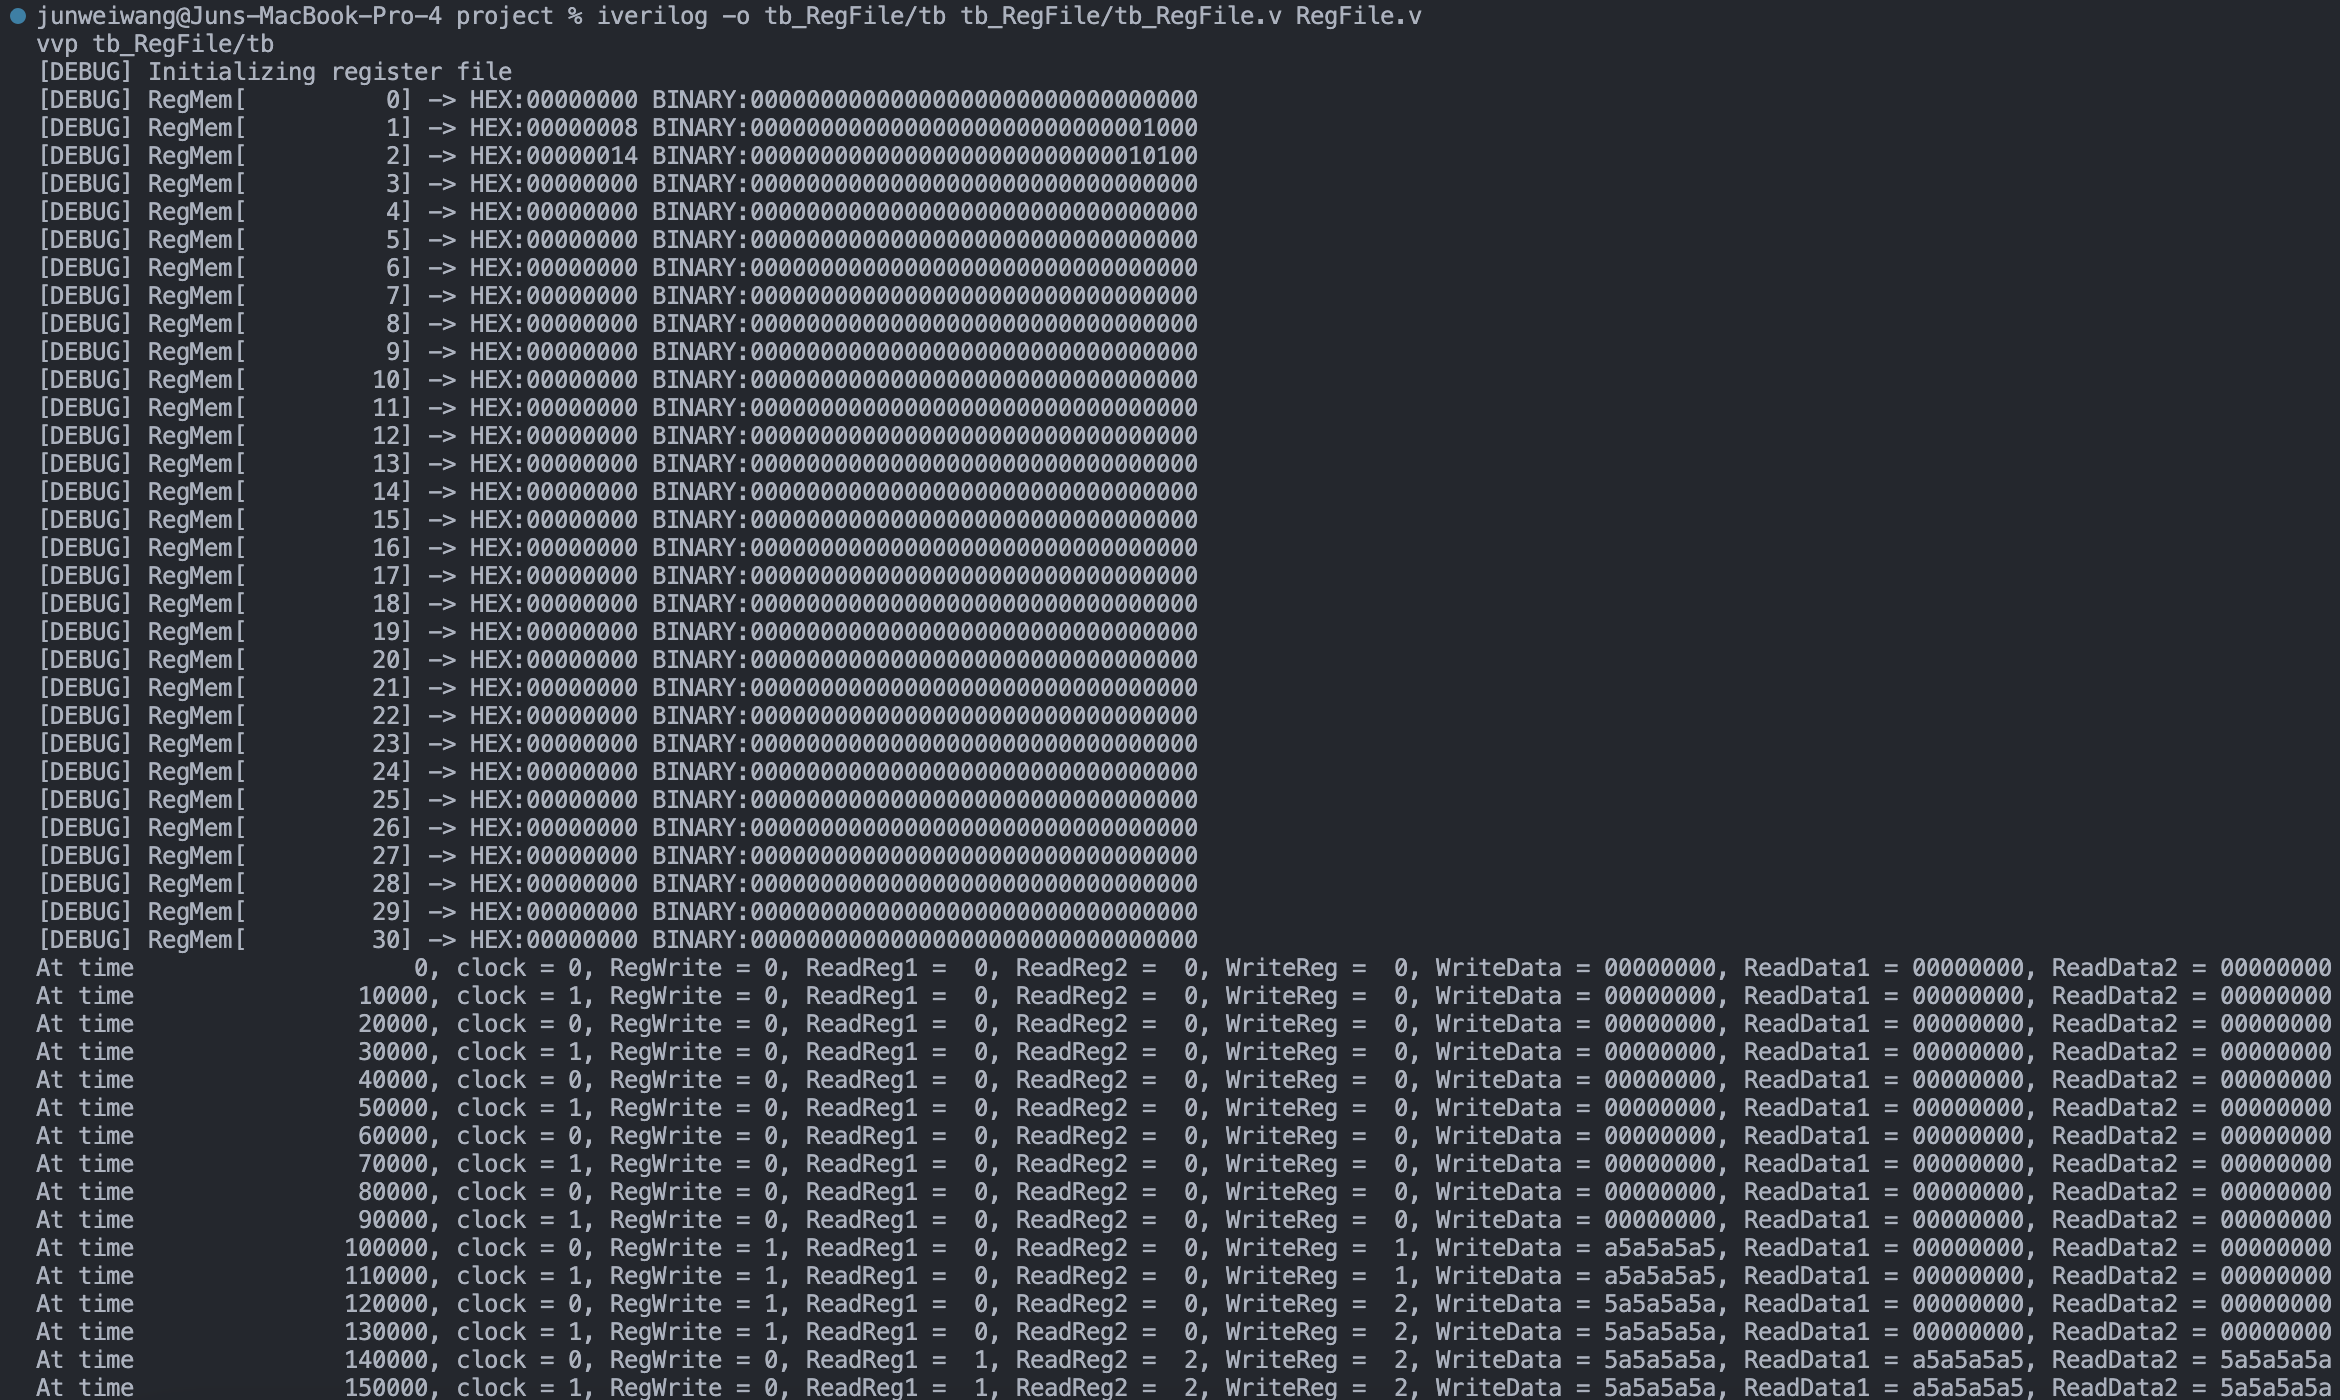 junweiwang@Juns-MacBook-Pro-4 project % iverilog -o tb_RegFile/tb tb_RegFile/tb_RegFile.v RegFile.v
vvp tb_RegFile/tb
[DEBUG] Initializing register file
[DEBUG] RegMem[          0] -> HEX:00000000 BINARY:00000000000000000000000000000000
[DEBUG] RegMem[          1] -> HEX:00000008 BINARY:00000000000000000000000000001000
[DEBUG] RegMem[          2] -> HEX:00000014 BINARY:00000000000000000000000000010100
[DEBUG] RegMem[          3] -> HEX:00000000 BINARY:00000000000000000000000000000000
[DEBUG] RegMem[          4] -> HEX:00000000 BINARY:00000000000000000000000000000000
[DEBUG] RegMem[          5] -> HEX:00000000 BINARY:00000000000000000000000000000000
[DEBUG] RegMem[          6] -> HEX:00000000 BINARY:00000000000000000000000000000000
[DEBUG] RegMem[          7] -> HEX:00000000 BINARY:00000000000000000000000000000000
[DEBUG] RegMem[          8] -> HEX:00000000 BINARY:00000000000000000000000000000000
[DEBUG] RegMem[          9] -> HEX:00000000 BINARY:00000000000000000000000000000000
[DEBUG] RegMem[         10] -> HEX:00000000 BINARY:00000000000000000000000000000000
[DEBUG] RegMem[         11] -> HEX:00000000 BINARY:00000000000000000000000000000000
[DEBUG] RegMem[         12] -> HEX:00000000 BINARY:00000000000000000000000000000000
[DEBUG] RegMem[         13] -> HEX:00000000 BINARY:00000000000000000000000000000000
[DEBUG] RegMem[         14] -> HEX:00000000 BINARY:00000000000000000000000000000000
[DEBUG] RegMem[         15] -> HEX:00000000 BINARY:00000000000000000000000000000000
[DEBUG] RegMem[         16] -> HEX:00000000 BINARY:00000000000000000000000000000000
[DEBUG] RegMem[         17] -> HEX:00000000 BINARY:00000000000000000000000000000000
[DEBUG] RegMem[         18] -> HEX:00000000 BINARY:00000000000000000000000000000000
[DEBUG] RegMem[         19] -> HEX:00000000 BINARY:00000000000000000000000000000000
[DEBUG] RegMem[         20] -> HEX:00000000 BINARY:00000000000000000000000000000000
[DEBUG] RegMem[         21] -> HEX:00000000 BINARY:00000000000000000000000000000000
[DEBUG] RegMem[         22] -> HEX:00000000 BINARY:00000000000000000000000000000000
[DEBUG] RegMem[         23] -> HEX:00000000 BINARY:00000000000000000000000000000000
[DEBUG] RegMem[         24] -> HEX:00000000 BINARY:00000000000000000000000000000000
[DEBUG] RegMem[         25] -> HEX:00000000 BINARY:00000000000000000000000000000000
[DEBUG] RegMem[         26] -> HEX:00000000 BINARY:00000000000000000000000000000000
[DEBUG] RegMem[         27] -> HEX:00000000 BINARY:00000000000000000000000000000000
[DEBUG] RegMem[         28] -> HEX:00000000 BINARY:00000000000000000000000000000000
[DEBUG] RegMem[         29] -> HEX:00000000 BINARY:00000000000000000000000000000000
[DEBUG] RegMem[         30] -> HEX:00000000 BINARY:00000000000000000000000000000000
At time                    0, clock = 0, RegWrite = 0, ReadReg1 =  0, ReadReg2 =  0, WriteReg =  0, WriteData = 00000000, ReadData1 = 00000000, ReadData2 = 00000000
At time                10000, clock = 1, RegWrite = 0, ReadReg1 =  0, ReadReg2 =  0, WriteReg =  0, WriteData = 00000000, ReadData1 = 00000000, ReadData2 = 00000000
At time                20000, clock = 0, RegWrite = 0, ReadReg1 =  0, ReadReg2 =  0, WriteReg =  0, WriteData = 00000000, ReadData1 = 00000000, ReadData2 = 00000000
At time                30000, clock = 1, RegWrite = 0, ReadReg1 =  0, ReadReg2 =  0, WriteReg =  0, WriteData = 00000000, ReadData1 = 00000000, ReadData2 = 00000000
At time                40000, clock = 0, RegWrite = 0, ReadReg1 =  0, ReadReg2 =  0, WriteReg =  0, WriteData = 00000000, ReadData1 = 00000000, ReadData2 = 00000000
At time                50000, clock = 1, RegWrite = 0, ReadReg1 =  0, ReadReg2 =  0, WriteReg =  0, WriteData = 00000000, ReadData1 = 00000000, ReadData2 = 00000000
At time                60000, clock = 0, RegWrite = 0, ReadReg1 =  0, ReadReg2 =  0, WriteReg =  0, WriteData = 00000000, ReadData1 = 00000000, ReadData2 = 00000000
At time                70000, clock = 1, RegWrite = 0, ReadReg1 =  0, ReadReg2 =  0, WriteReg =  0, WriteData = 00000000, ReadData1 = 00000000, ReadData2 = 00000000
At time                80000, clock = 0, RegWrite = 0, ReadReg1 =  0, ReadReg2 =  0, WriteReg =  0, WriteData = 00000000, ReadData1 = 00000000, ReadData2 = 00000000
At time                90000, clock = 1, RegWrite = 0, ReadReg1 =  0, ReadReg2 =  0, WriteReg =  0, WriteData = 00000000, ReadData1 = 00000000, ReadData2 = 00000000
At time               100000, clock = 0, RegWrite = 1, ReadReg1 =  0, ReadReg2 =  0, WriteReg =  1, WriteData = a5a5a5a5, ReadData1 = 00000000, ReadData2 = 00000000
At time               110000, clock = 1, RegWrite = 1, ReadReg1 =  0, ReadReg2 =  0, WriteReg =  1, WriteData = a5a5a5a5, ReadData1 = 00000000, ReadData2 = 00000000
At time               120000, clock = 0, RegWrite = 1, ReadReg1 =  0, ReadReg2 =  0, WriteReg =  2, WriteData = 5a5a5a5a, ReadData1 = 00000000, ReadData2 = 00000000
At time               130000, clock = 1, RegWrite = 1, ReadReg1 =  0, ReadReg2 =  0, WriteReg =  2, WriteData = 5a5a5a5a, ReadData1 = 00000000, ReadData2 = 00000000
At time               140000, clock = 0, RegWrite = 0, ReadReg1 =  1, ReadReg2 =  2, WriteReg =  2, WriteData = 5a5a5a5a, ReadData1 = a5a5a5a5, ReadData2 = 5a5a5a5a
At time               150000, clock = 1, RegWrite = 0, ReadReg1 =  1, ReadReg2 =  2, WriteReg =  2, WriteData = 5a5a5a5a, ReadData1 = a5a5a5a5, ReadData2 = 5a5a5a5a